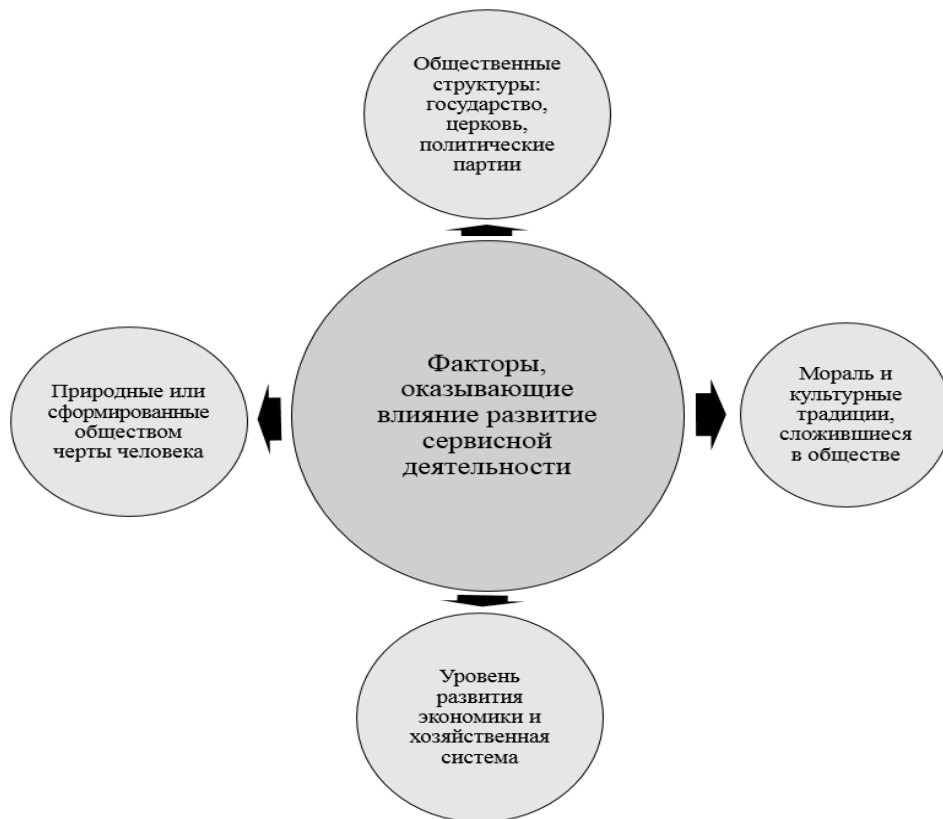 Общественные
структуры:
государство,
церковь,
политические
партии
Природные или
сформированные
обществом
черты человека
Факторы,
оказывающие
влияние развитие
сервисной
деятельности
Мораль и
культурные
традиции,
сложившиеся
в обществе
Уровень
развития
экономики и
хозяйственная
система